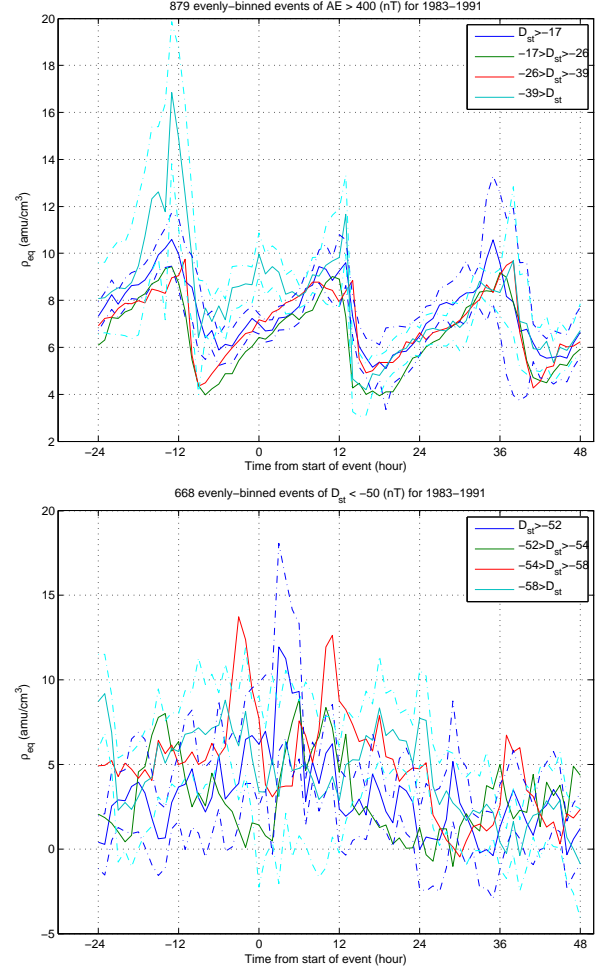 879 evenly−binned events of AE > 400 (nT) for 1983−1991
20
18
16
14
12
10
8
6
4
2
ρeq (amu/cm3)
Dst>−17
−17>Dst>−26
−26>Dst>−39
−39>Dst
−24 −12 0 12 24 36 48
Time from start of event (hour)
668 evenly−binned events of Dst < −50 (nT) for 1983−1991
20
15
10
5
0
−5
ρeq (amu/cm3)
Dst>−52
−52>Dst>−54
−54>Dst>−58
−58>Dst
−24 −12 0 12 24 36 48
Time from start of event (hour)